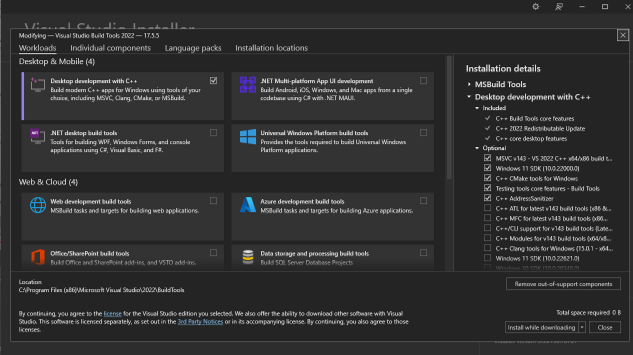 Visual Studio Installer
Modifying — Visual Studio Build Tools 2022 — 17.5.5
Workloads Individual components Language packs Installation locations
Desktop & Mobile (4)
Desktop development with C++
Build modern C++ apps for Windows using tools of your
choice, including MSVC, Clang, CMake, or MSBuild.
.NET Multi-platform App UI development
Build Android, iOS, Windows, and Mac apps from a single
codebase using C# with .NET MAUI.
.NET desktop build tools
Tools for building WPF, Windows Forms, and console
applications using C#, Visual Basic, and F#.
Universal Windows Platform build tools
Provides the tools required to build Universal Windows
Platform applications.
Web & Cloud (4)
Web development build tools
MSBuild tasks and targets for building web applications.
Azure development build tools
MSBuild tasks and targets for building Azure applications.
Office/SharePoint build tools
Build Office and SharePoint add-ins, and VSTO add-ins.
Data storage and processing build tools
Build SQL Server Database Projects
Installation details
MSBuild Tools
Desktop development with C++
Included
C++ Build Tools core features
C++ 2022 Redistributable Update
C++ core desktop features
Optional
MSVC v143 - VS 2022 C++ x64/x86 build t...
Windows 11 SDK (10.0.22000.0)
C++ CMake tools for Windows
Testing tools core features - Build Tools
C++ AddressSanitizer
C++ ATL for latest v143 build tools (x86 &...
C++ MFC for latest v143 build tools (x86...
C++/CLI support for v143 build tools (Late...
C++ Modules for v143 build tools (x64/x8...
C++ Clang tools for Windows (15.0.1 - x64...
Windows 11 SDK (10.0.22621.0)
Location
C:\Program Files (x86)\Microsoft Visual Studio\2022\BuildTools
Remove out-of-support components
By continuing, you agree to the license for the Visual Studio edition you selected. We also offer the ability to download other software with Visual
Studio. This software is licensed separately, as set out in the 3rd Party Notices or in its accompanying license. By continuing, you also agree to those
licenses.
Total space required 0 B
Install while downloading
Close